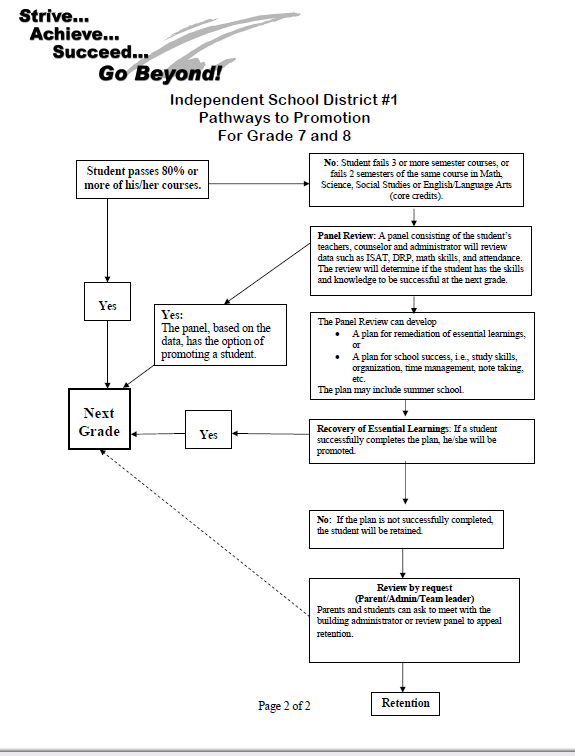 Strive...
Achieve...
Succeed...
Go Beyond!
Independent School District #1
Pathways to Promotion
For Grade 7 and 8
Student passes 80% or
more of his/her courses.
No: Student fails 3 or more semester courses, or
fails 2 semesters of the same course in Math,
Science, Social Studies or English/Language Arts
(core credits).
Panel Review: A panel consisting of the student's
teachers, counselor and administrator will review
data such as ISAT, DRP, math skills, and attendance.
The review will determine if the student has the skills
and knowledge to be successful at the next grade.
Yes
Yes:
The panel, based on the
data, has the option of
promoting a student.
The Panel Review can develop
• A plan for remediation of essential learnings,
or
• A plan for school success, i.e., study skills,
organization, time management, note taking,
etc.
The plan may include summer school.
Next
Grade
Yes
Recovery of Essential Learnings: If a student
successfully completes the plan, he/she will be
promoted.
No: If the plan is not successfully completed,
the student will be retained.
Review by request
(Parent/Admin/Team leader)
Parents and students can ask to meet with the
building administrator or review panel to appeal
retention.
Page 2 of 2
Retention